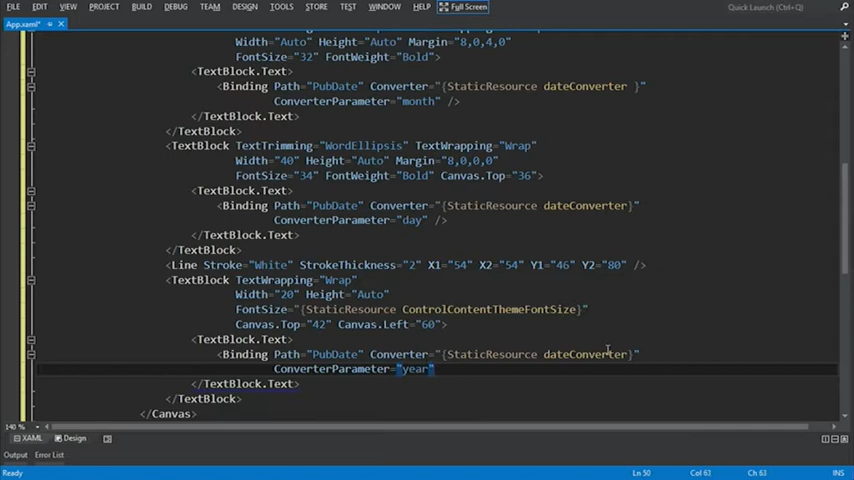 FILE EDIT VIEW PROJECT BUILD DEBUG TEAM DESIGN TOOLS STORE TEST WINDOW HELP Full Screen Quick Launch (Ctrl+Q)
App.xaml*
Width="Auto" Height="Auto" Margin="8,0,4,0"
FontSize="32" FontWeight="Bold">
<TextBlock.Text>
<Binding Path="PubDate" Converter="{StaticResource dateConverter }"
ConverterParameter="month" />
</TextBlock.Text>
</TextBlock>
<TextBlock TextTrimming="WordEllipsis" TextWrapping="Wrap"
Width="40" Height="Auto" Margin="8,0,0,0"
FontSize="34" FontWeight="Bold" Canvas.Top="36">
<TextBlock.Text>
<Binding Path="PubDate" Converter="{StaticResource dateConverter}"
ConverterParameter="day" />
</TextBlock.Text>
</TextBlock>
<Line Stroke="White" StrokeThickness="2" X1="54" X2="54" Y1="46" Y2="80" />
<TextBlock TextWrapping="Wrap"
Width="20" Height="Auto"
FontSize="{StaticResource ControlContentThemeFontSize}"
Canvas.Top="42" Canvas.Left="60">
<TextBlock.Text>
<Binding Path="PubDate" Converter="{StaticResource dateConverter}"
ConverterParameter="year"
</TextBlock.Text>
</TextBlock>
</Canvas>
140 %
XAML Design
Output Error List
Ready Ln 50 Col 63 Ch 63 INS